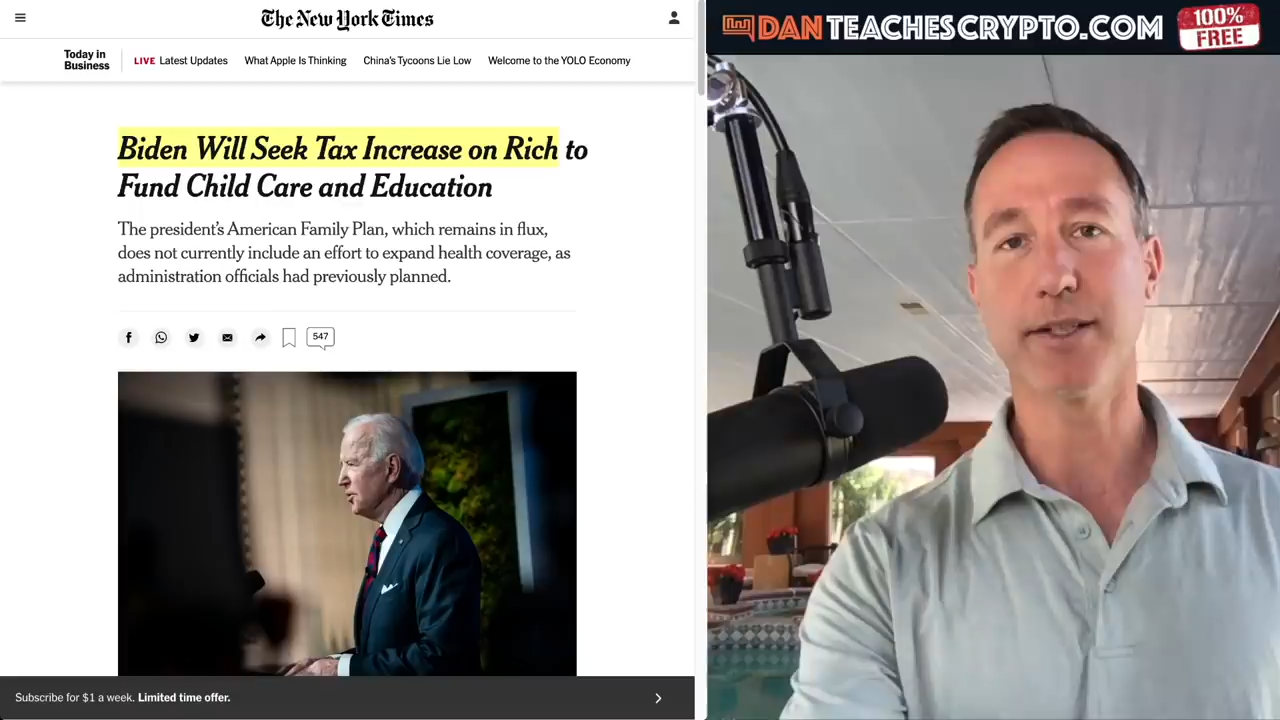 The New York Times
Today in
Business
LIVE Latest Updates
What Apple Is Thinking
China's Tycoons Lie Low
Welcome to the YOLO Economy
Biden Will Seek Tax Increase on Rich to
Fund Child Care and Education
The president's American Family Plan, which remains in flux,
does not currently include an effort to expand health coverage, as
administration officials had previously planned.
547
Subscribe for $1 a week. Limited time offer.
DANTEACHESCRYPTO.COM
100%
FREE